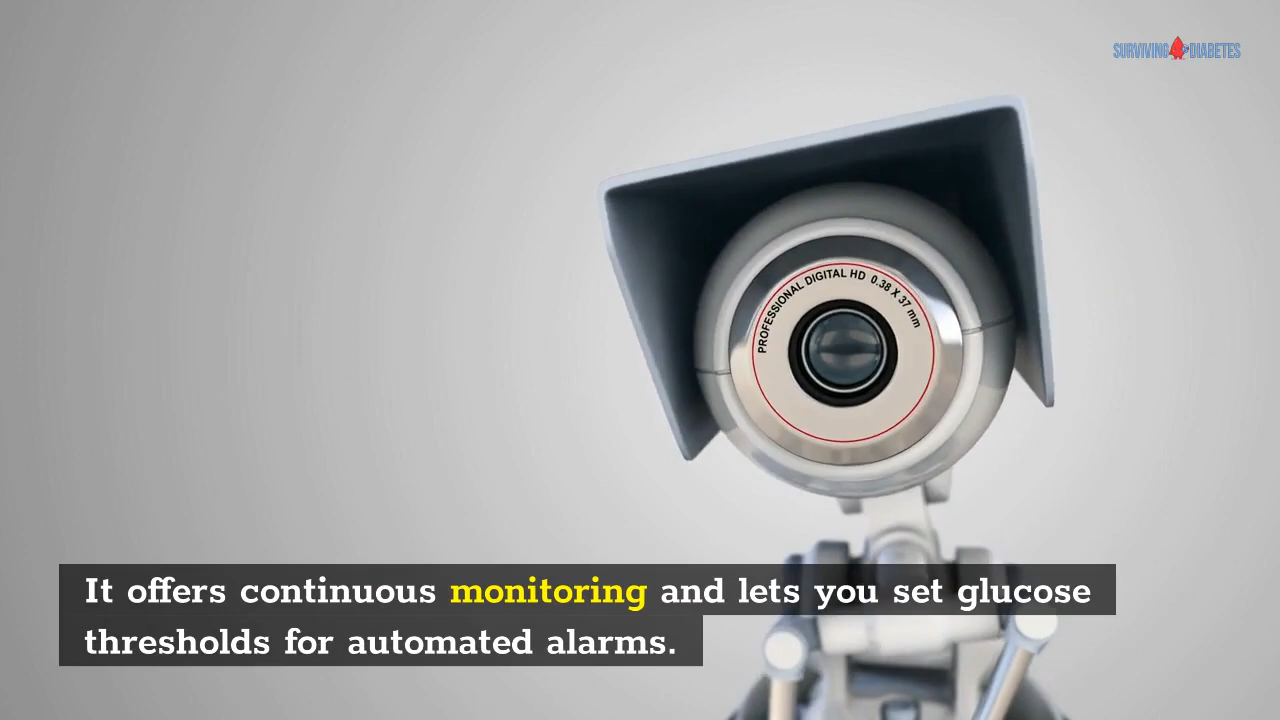 SURVIVING DIABETES
PROFESSIONAL DIGITAL HD 0.38 X 37 mm
It offers continuous monitoring and lets you set glucose
thresholds for automated alarms.